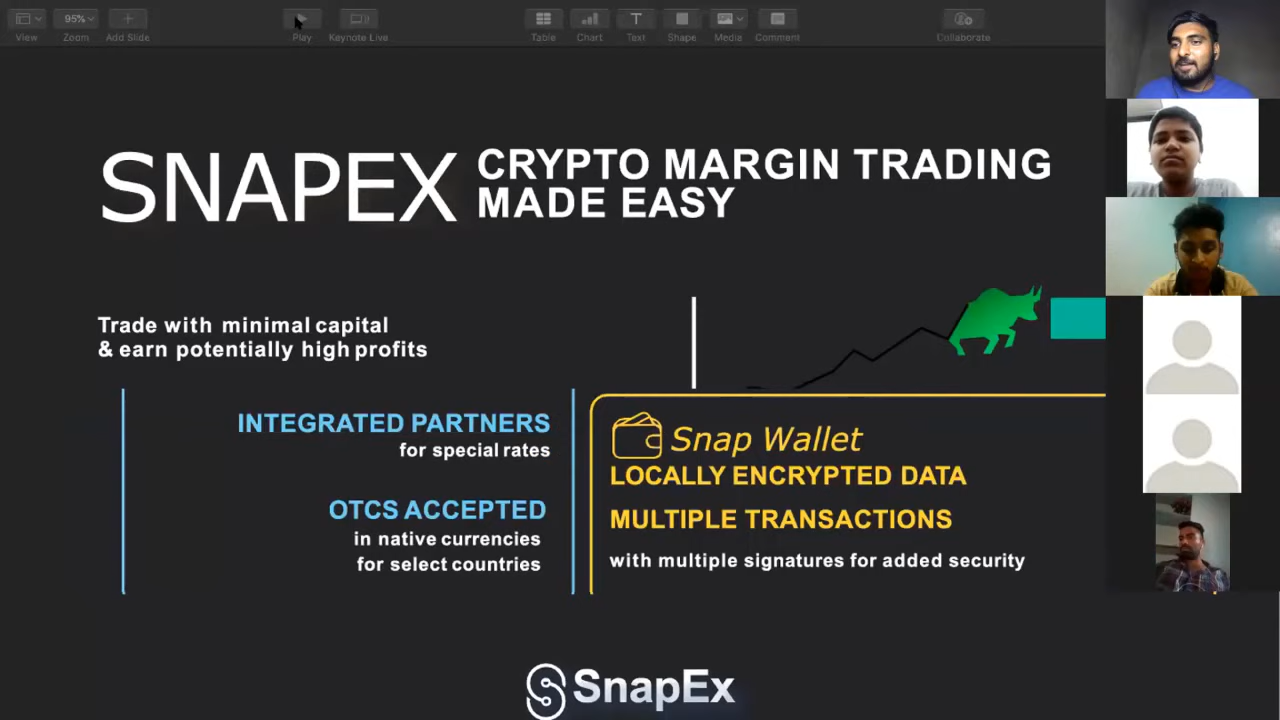 95%
View
Zoom
Add Slide
Play
Keynote Live
Table
Chart
T
Text
Shape
Media
Comment
Collaborate
SNAPEX
CRYPTO MARGIN TRADING
MADE EASY
Trade with minimal capital
& earn potentially high profits
INTEGRATED PARTNERS
for special rates
OTCS ACCEPTED
in native currencies
for select countries
Snap Wallet
LOCALLY ENCRYPTED DATA
MULTIPLE TRANSACTIONS
with multiple signatures for added security
SnapEx